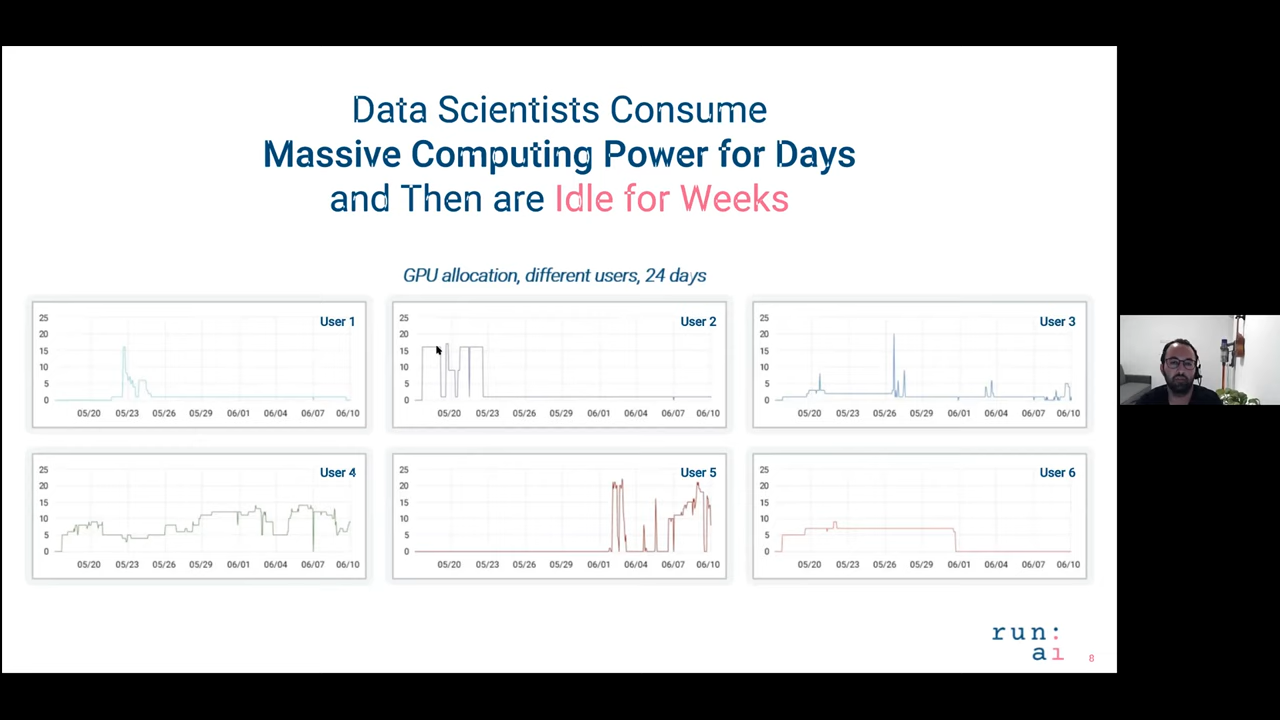 Data Scientists Consume
Massive Computing Power for Days
and Then are Idle for Weeks
GPU allocation, different users, 24 days
User 1
25
20
15
10
5
0
05/20 05/23 05/26 05/29 06/01 06/04 06/07 06/10
User 2
25
20
15
10
5
0
05/20 05/23 05/26 05/29 06/01 06/04 06/07 06/10
User 3
25
20
15
10
5
0
05/20 05/23 05/26 05/29 06/01 06/04 06/07 06/10
User 4
25
20
15
10
5
0
05/20 05/23 05/26 05/29 06/01 06/04 06/07 06/10
User 5
25
20
15
10
5
0
05/20 05/23 05/26 05/29 06/01 06/04 06/07 06/10
User 6
25
20
15
10
5
0
05/20 05/23 05/26 05/29 06/01 06/04 06/07 06/10
run:
ai
8